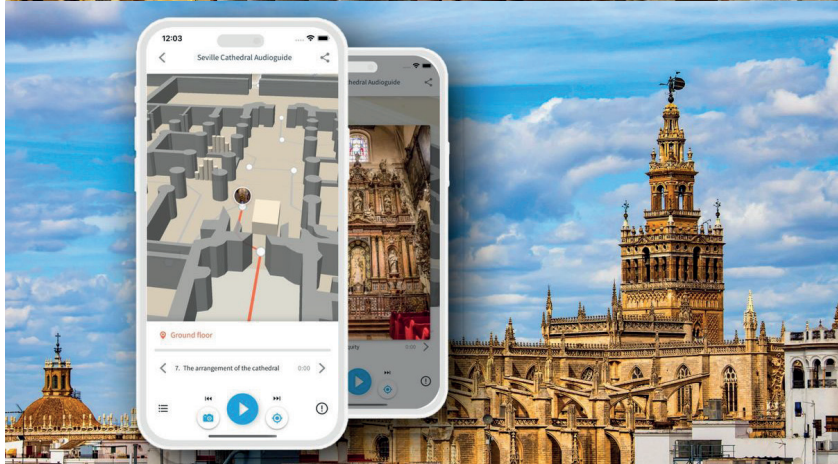 12:03
Seville Cathedral Audioguide
Ground floor
7. The arrangement of the cathedral 0:00
hedral Audioguide
0:00